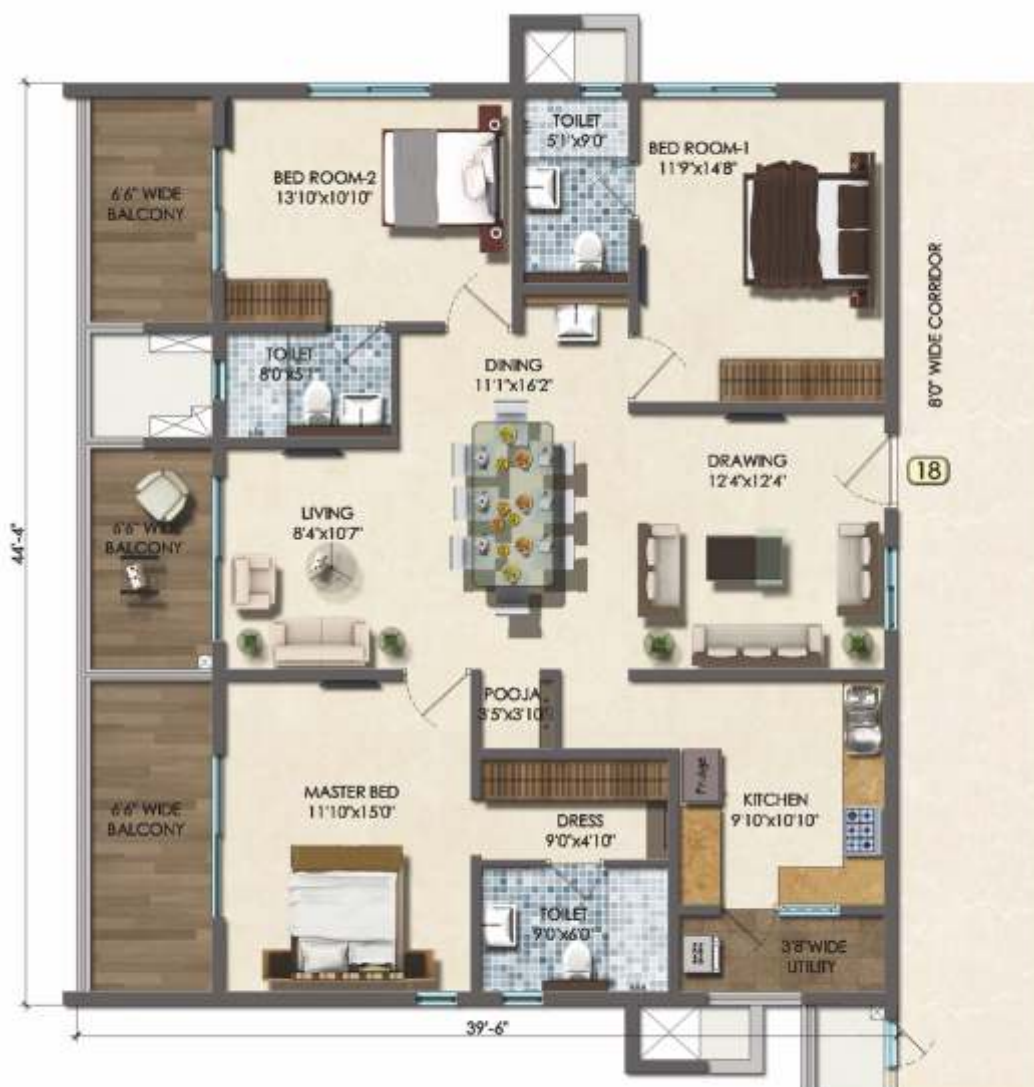 TOILET
5'1"x9'0"
BED ROOM-1
11'9"x14'8"
BED ROOM-2
13'10"x10'10"
6'6" WIDE
BALCONY
8'0" WIDE CORRIDOR
TOILET
8'0"x5'1"
DINING
11'1"x16'2"
DRAWING
12'4"x12'4"
18
LIVING
8'4"x10'7"
6'6" WIDE
BALCONY
44'-4"
POOJA
3'5"x3'10"
MASTER BED
11'10"x15'0"
6'6" WIDE
BALCONY
Fridge
KITCHEN
9'10"x10'10"
DRESS
9'0"x4'10"
TOILET
9'0"x6'0"
3'8" WIDE
UTILITY
39'-6"